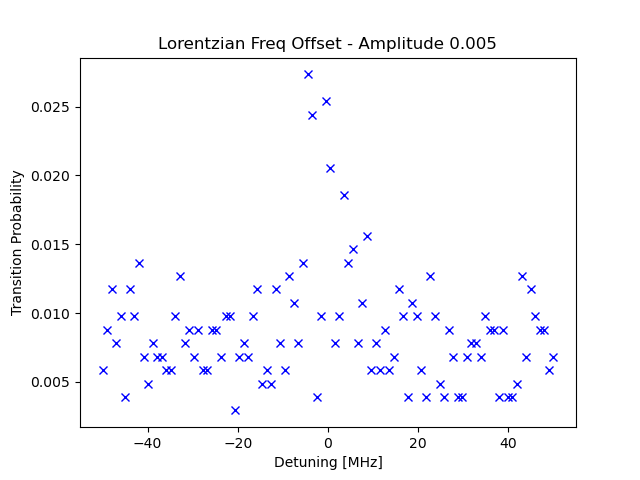 Lorentzian Freq Offset - Amplitude 0.005
Transition Probability
0.025
0.020
0.015
0.010
0.005
−40 −20 0 20 40
Detuning [MHz]